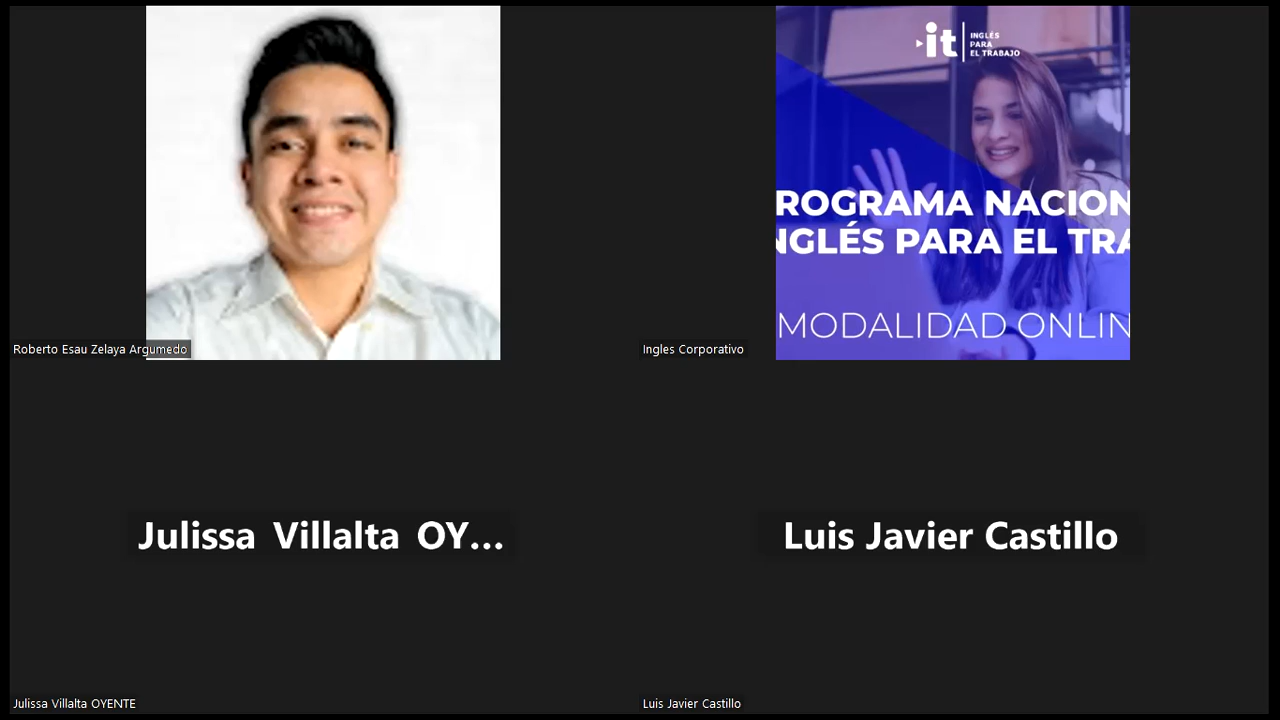 it
INGLÉS
PARA
EL TRABAJO
ROGRAMA NACION
NGLÉS PARA EL TRA
MODALIDAD ONLIN
Roberto Esau Zelaya Argumedo
Ingles Corporativo
Julissa Villalta OY...
Luis Javier Castillo
Julissa Villalta OYENTE
Luis Javier Castillo